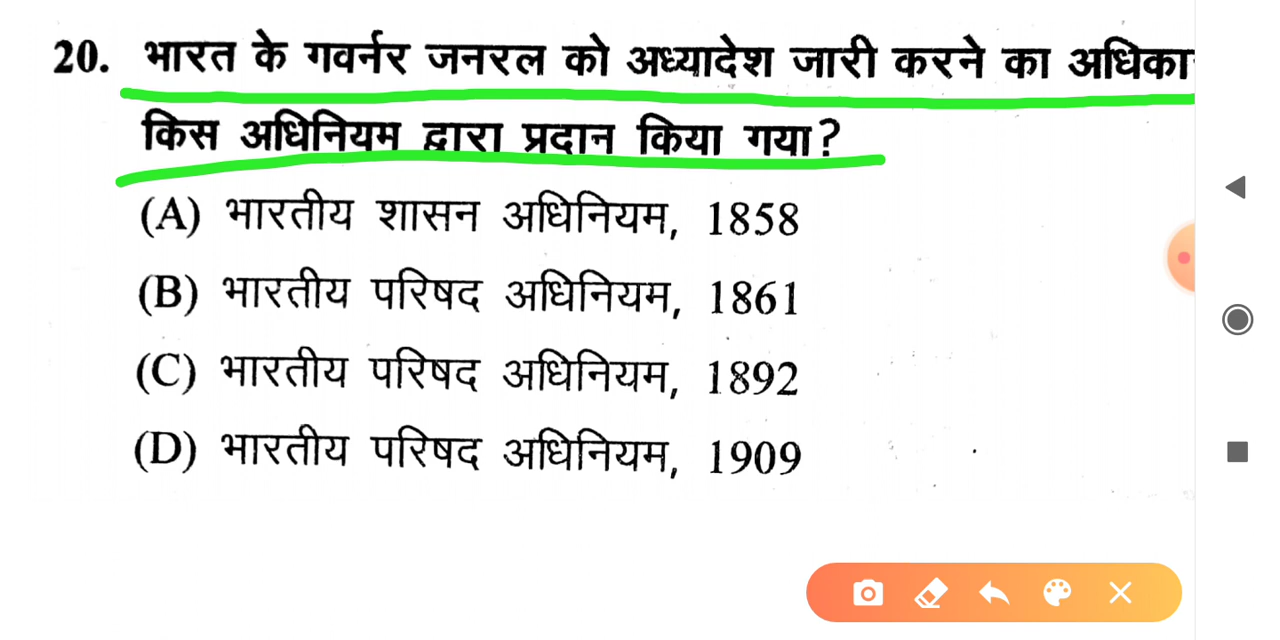 20. भारत के गवर्नर जनरल को अध्यादेश जारी करने का अधिका
किस अधिनियम द्वारा प्रदान किया गया?
(A) भारतीय शासन अधिनियम, 1858
(B) भारतीय परिषद अधिनियम, 1861
(C) भारतीय परिषद अधिनियम, 1892
(D) भारतीय परिषद अधिनियम, 1909